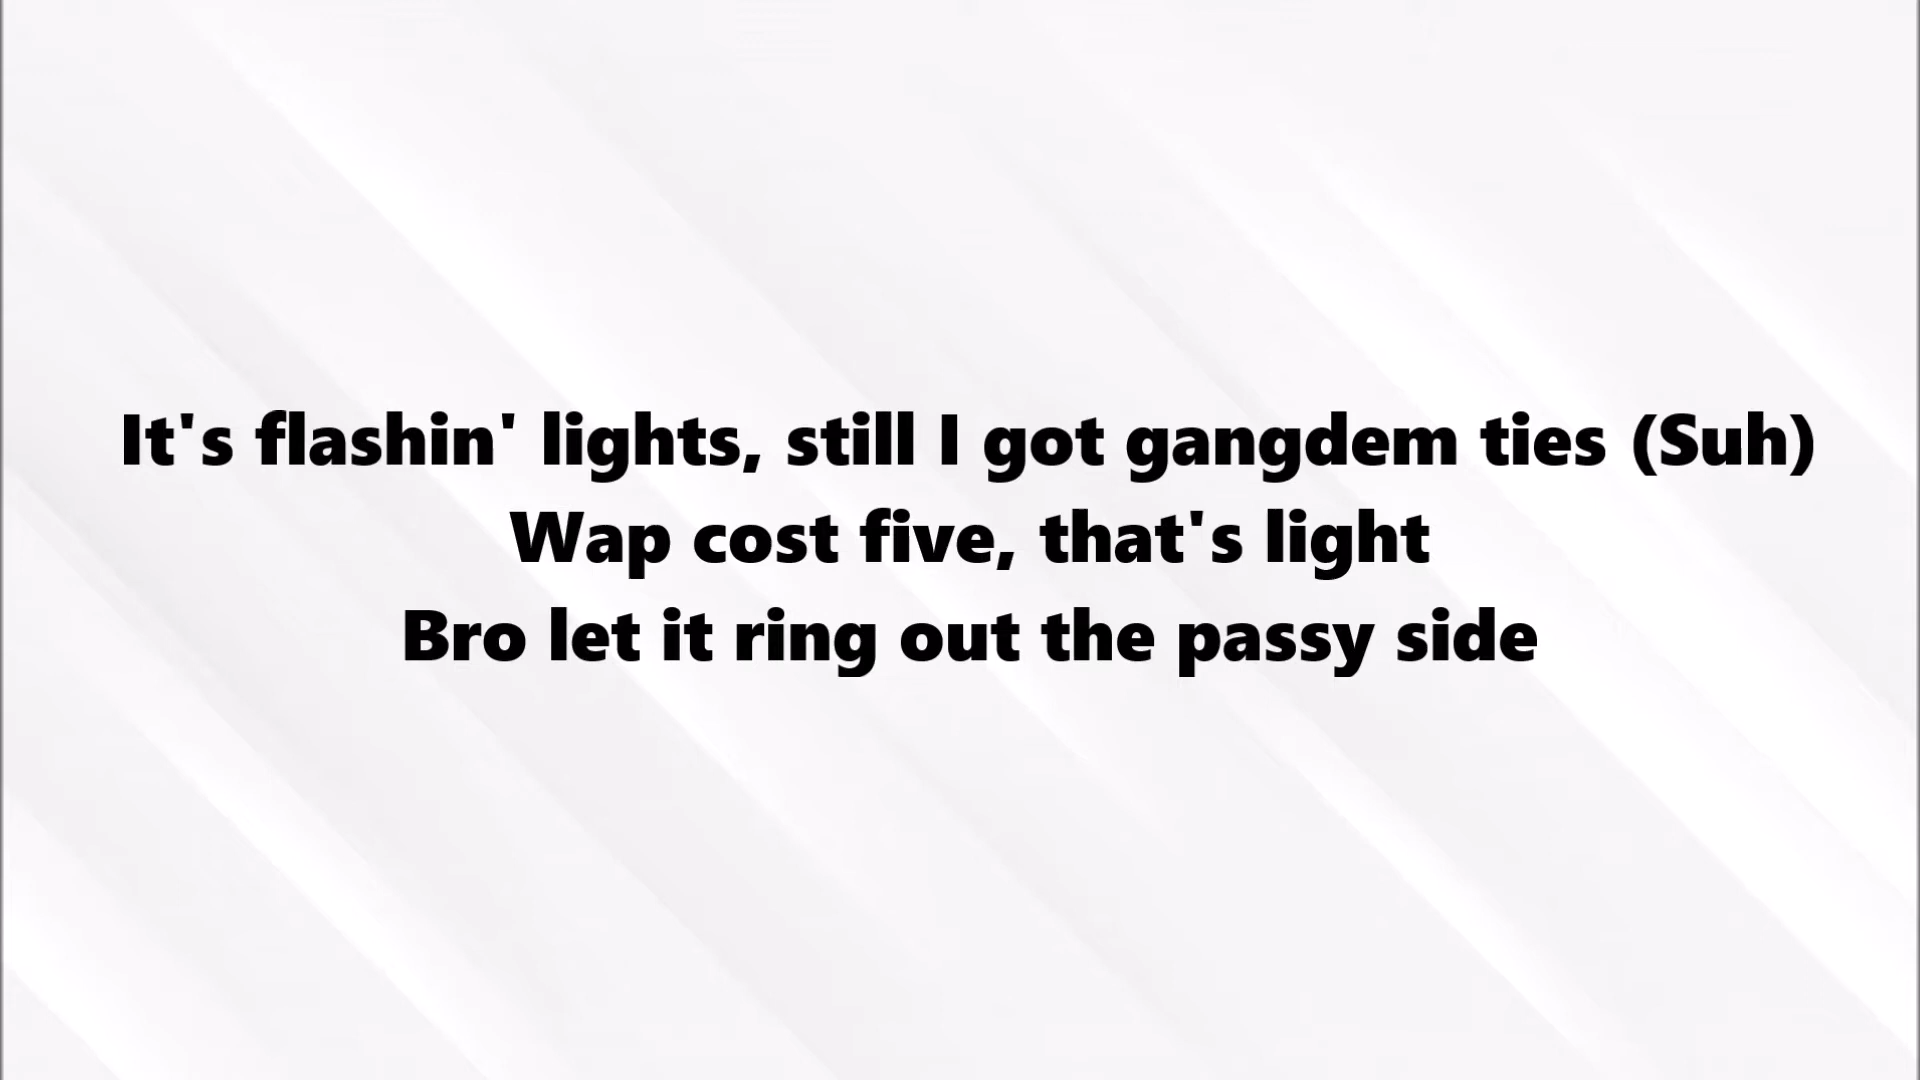 It's flashin' lights, still I got gangdem ties (Suh)
Wap cost five, that's light
Bro let it ring out the passy side